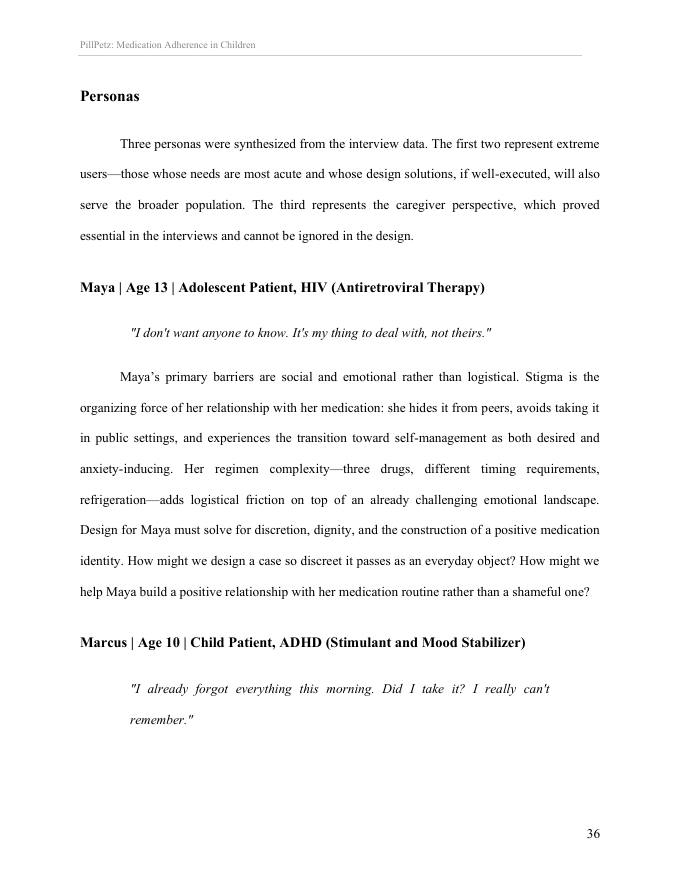 PillPetz: Medication Adherence in Children
Personas
Three personas were synthesized from the interview data. The first two represent extreme
users—those whose needs are most acute and whose design solutions, if well-executed, will also
serve the broader population. The third represents the caregiver perspective, which proved
essential in the interviews and cannot be ignored in the design.
Maya | Age 13 | Adolescent Patient, HIV (Antiretroviral Therapy)
"I don't want anyone to know. It's my thing to deal with, not theirs."
Maya’s primary barriers are social and emotional rather than logistical. Stigma is the
organizing force of her relationship with her medication: she hides it from peers, avoids taking it
in public settings, and experiences the transition toward self-management as both desired and
anxiety-inducing. Her regimen complexity—three drugs, different timing requirements,
refrigeration—adds logistical friction on top of an already challenging emotional landscape.
Design for Maya must solve for discretion, dignity, and the construction of a positive medication
identity. How might we design a case so discreet it passes as an everyday object? How might we
help Maya build a positive relationship with her medication routine rather than a shameful one?
Marcus | Age 10 | Child Patient, ADHD (Stimulant and Mood Stabilizer)
"I already forgot everything this morning. Did I take it? I really can't
remember."
36